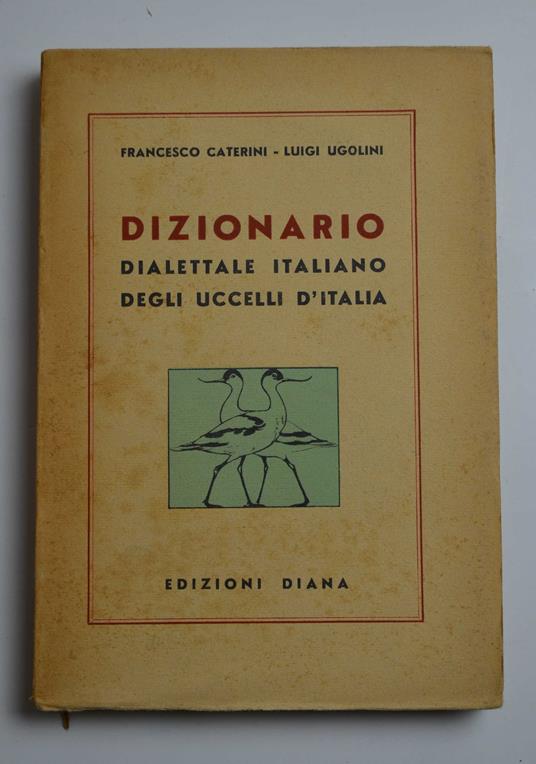 FRANCESCO CATERINI - LUIGI UGOLINI
DIZIONARIO
DIALETTALE ITALIANO
DEGLI UCCELLI D'ITALIA
EDIZIONI DIANA